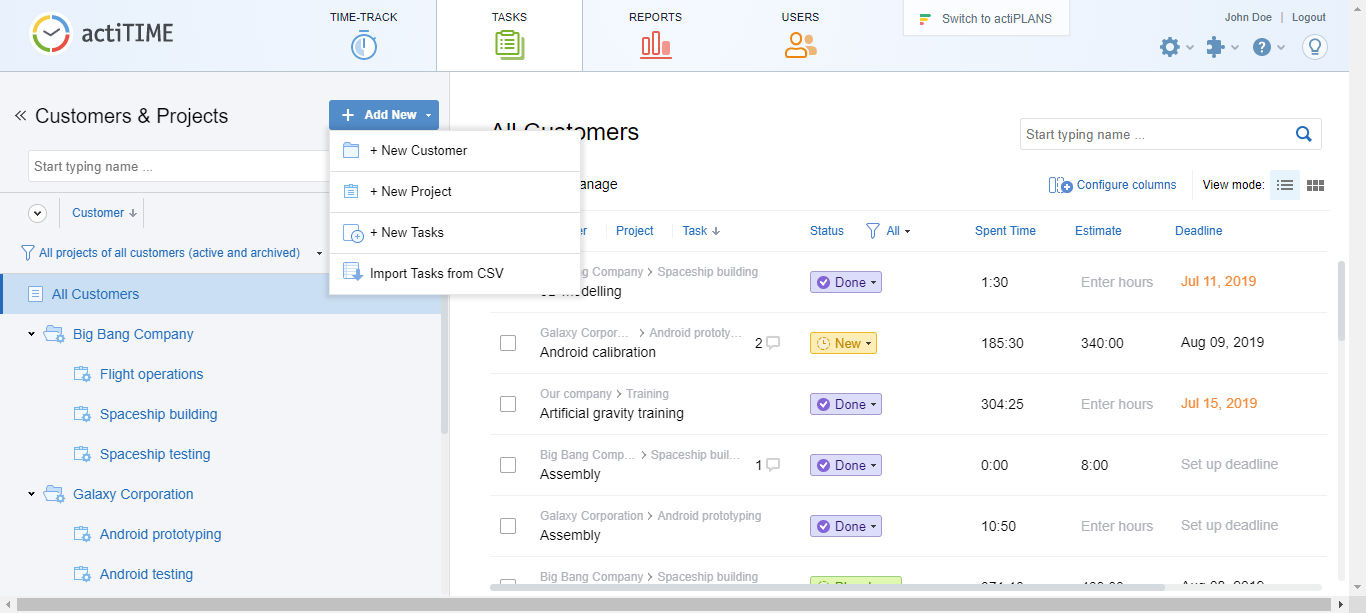 actiTIME
TIME-TRACK
TASKS
REPORTS
USERS
Switch to actiPLANS
John Doe
Logout
Customers & Projects
+ Add New
Start typing name ...
Customer
All projects of all customers (active and archived)
All Customers
Big Bang Company
Flight operations
Spaceship building
Spaceship testing
Galaxy Corporation
Android prototyping
Android testing
+ New Customer
+ New Project
+ New Tasks
Import Tasks from CSV
All Customers
Start typing name ...
anage
Configure columns
View mode:
er Project Task Status All Spent Time Estimate Deadline
ng Company > Spaceship building
3D Modelling Done 1:30 Enter hours Jul 11, 2019
Galaxy Corpor... > Android prototy...
Android calibration 2 New 185:30 340:00 Aug 09, 2019
Our company > Training
Artificial gravity training Done 304:25 Enter hours Jul 15, 2019
Big Bang Comp... > Spaceship buil...
Assembly 1 Done 0:00 8:00 Set up deadline
Galaxy Corporation > Android prototyping
Assembly Done 10:50 Enter hours Set up deadline
Big Bang Company > Spaceship building